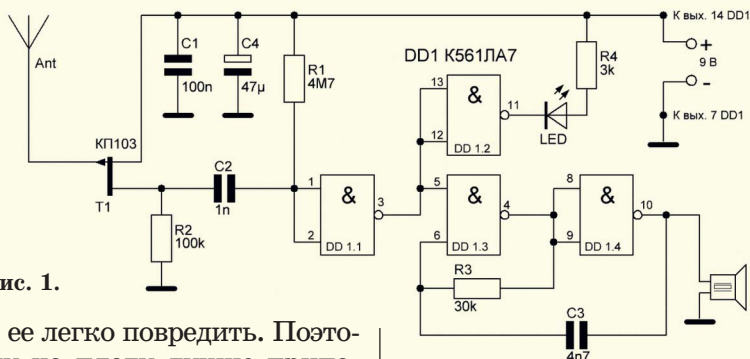 Ant
C1
100n
C4
47µ
R1
4M7
DD1 К561ЛА7
13
12
&
11
DD 1.2
LED
R4
3k
К вых. 14 DD1
+
9 В
-
К вых. 7 DD1
КП103
T1
C2
1n
R2
100k
1
2
&
3
DD 1.1
5
6
&
4
DD 1.3
8
9
&
10
DD 1.4
R3
30k
C3
4n7
ис. 1.
ее легко повредить. Поэто-